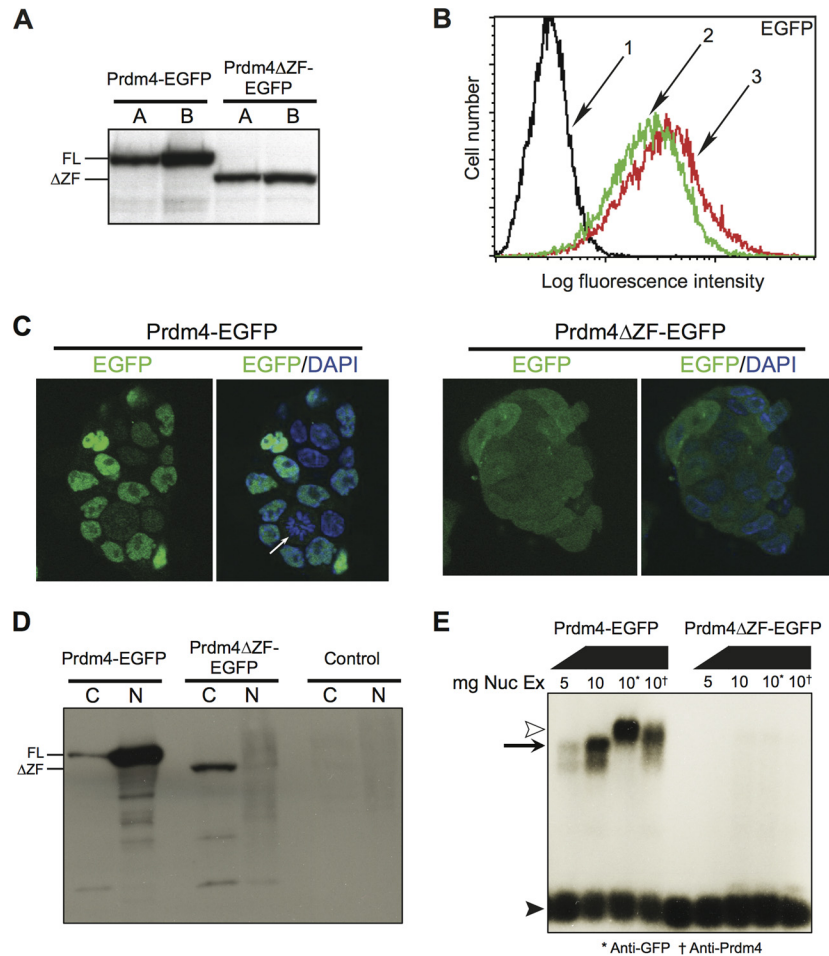 A
Prdm4-EGFP
Prdm4ΔZF-
EGFP
A B A B
FL
ΔZF
B
EGFP
1
2
3
Cell number
Log fluorescence intensity
C
Prdm4-EGFP
EGFP
EGFP/DAPI
Prdm4ΔZF-EGFP
EGFP
EGFP/DAPI
D
Prdm4-EGFP
Prdm4ΔZF-
EGFP
Control
C N C N C N
FL
ΔZF
E
Prdm4-EGFP
Prdm4ΔZF-EGFP
mg Nuc Ex 5 10 10* 10† 5 10 10* 10†
* Anti-GFP † Anti-Prdm4